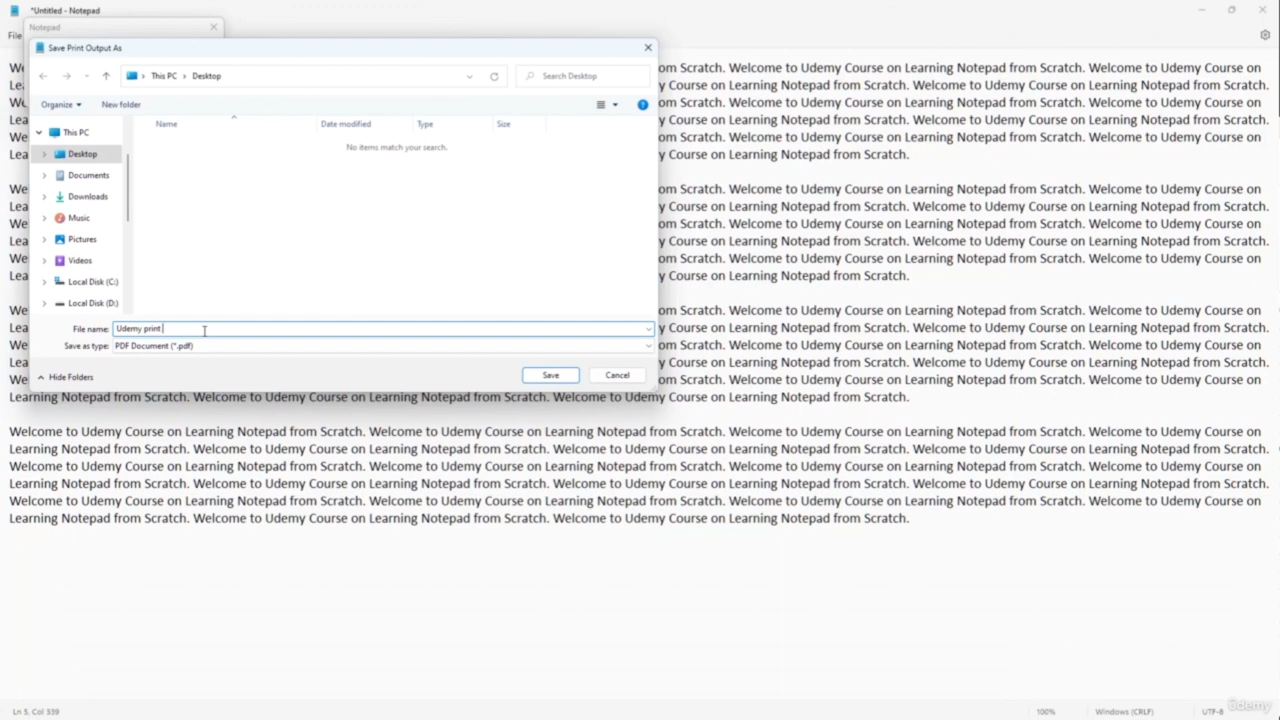 *Untitled - Notepad
Notepad
File
Save Print Output As
This PC > Desktop
Search Desktop
Organize
New folder
Name
Date modified
Type
Size
No items match your search.
This PC
Desktop
Documents
Downloads
Music
Pictures
Videos
Local Disk (C:)
Local Disk (D:)
File name: Udemy print
Save as type: PDF Document (*.pdf)
Hide Folders
Save
Cancel
We om Scratch. Welcome to Udemy Course on Learning Notepad from Scratch. Welcome to Udemy Course on
Lea y Course on Learning Notepad from Scratch. Welcome to Udemy Course on Learning Notepad from Scratch.
We om Scratch. Welcome to Udemy Course on Learning Notepad from Scratch. Welcome to Udemy Course on
Lea y Course on Learning Notepad from Scratch. Welcome to Udemy Course on Learning Notepad from Scratch.
We om Scratch. Welcome to Udemy Course on Learning Notepad from Scratch. Welcome to Udemy Course on
Lea y Course on Learning Notepad from Scratch.
We om Scratch. Welcome to Udemy Course on Learning Notepad from Scratch. Welcome to Udemy Course on
Lea y Course on Learning Notepad from Scratch. Welcome to Udemy Course on Learning Notepad from Scratch.
We om Scratch. Welcome to Udemy Course on Learning Notepad from Scratch. Welcome to Udemy Course on
Lea y Course on Learning Notepad from Scratch. Welcome to Udemy Course on Learning Notepad from Scratch.
We om Scratch. Welcome to Udemy Course on Learning Notepad from Scratch. Welcome to Udemy Course on
Lea y Course on Learning Notepad from Scratch.
We om Scratch. Welcome to Udemy Course on Learning Notepad from Scratch. Welcome to Udemy Course on
Lea y Course on Learning Notepad from Scratch. Welcome to Udemy Course on Learning Notepad from Scratch.
We om Scratch. Welcome to Udemy Course on Learning Notepad from Scratch. Welcome to Udemy Course on
Lea y Course on Learning Notepad from Scratch. Welcome to Udemy Course on Learning Notepad from Scratch.
We om Scratch. Welcome to Udemy Course on Learning Notepad from Scratch. Welcome to Udemy Course on
Learning Notepad from Scratch. Welcome to Udemy Course on Learning Notepad from Scratch. Welcome to Udemy Course on Learning Notepad from Scratch.
Welcome to Udemy Course on Learning Notepad from Scratch. Welcome to Udemy Course on Learning Notepad from Scratch. Welcome to Udemy Course on Learning Notepad from Scratch. Welcome to Udemy Course on
Learning Notepad from Scratch. Welcome to Udemy Course on Learning Notepad from Scratch. Welcome to Udemy Course on Learning Notepad from Scratch. Welcome to Udemy Course on Learning Notepad from Scratch.
Welcome to Udemy Course on Learning Notepad from Scratch. Welcome to Udemy Course on Learning Notepad from Scratch. Welcome to Udemy Course on Learning Notepad from Scratch. Welcome to Udemy Course on
Learning Notepad from Scratch. Welcome to Udemy Course on Learning Notepad from Scratch. Welcome to Udemy Course on Learning Notepad from Scratch. Welcome to Udemy Course on Learning Notepad from Scratch.
Welcome to Udemy Course on Learning Notepad from Scratch. Welcome to Udemy Course on Learning Notepad from Scratch. Welcome to Udemy Course on Learning Notepad from Scratch. Welcome to Udemy Course on
Learning Notepad from Scratch. Welcome to Udemy Course on Learning Notepad from Scratch. Welcome to Udemy Course on Learning Notepad from Scratch.
Ln 5, Col 339
100%
Windows (CRLF)
UTF-8
ûdemy